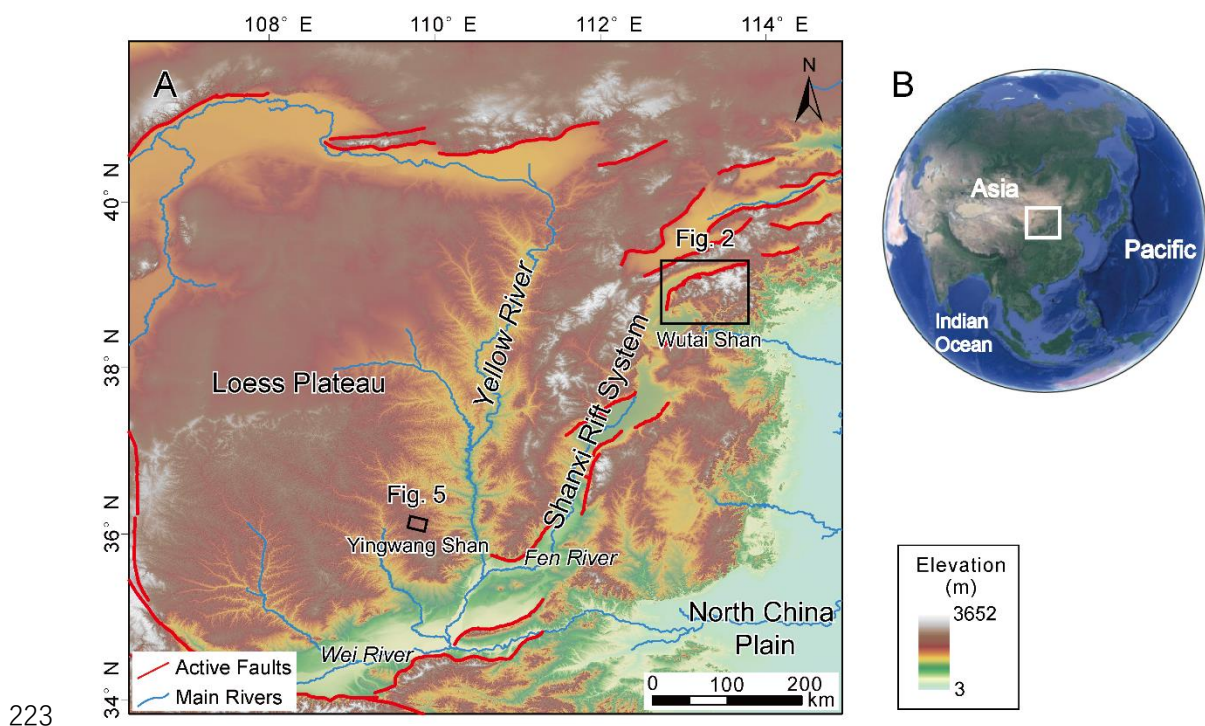 108° E 110° E 112° E 114° E
A
N
B
40° N
38° N
36° N
34° N
Asia
Pacific
Indian
Ocean
Fig. 2
Wutai Shan
Yellow River
Loess Plateau
Shanxi Rift System
Fig. 5
Yingwang Shan
Fen River
North China
Plain
Wei River
Active Faults
Main Rivers
0 100 200
km
Elevation
(m)
3652
3
223